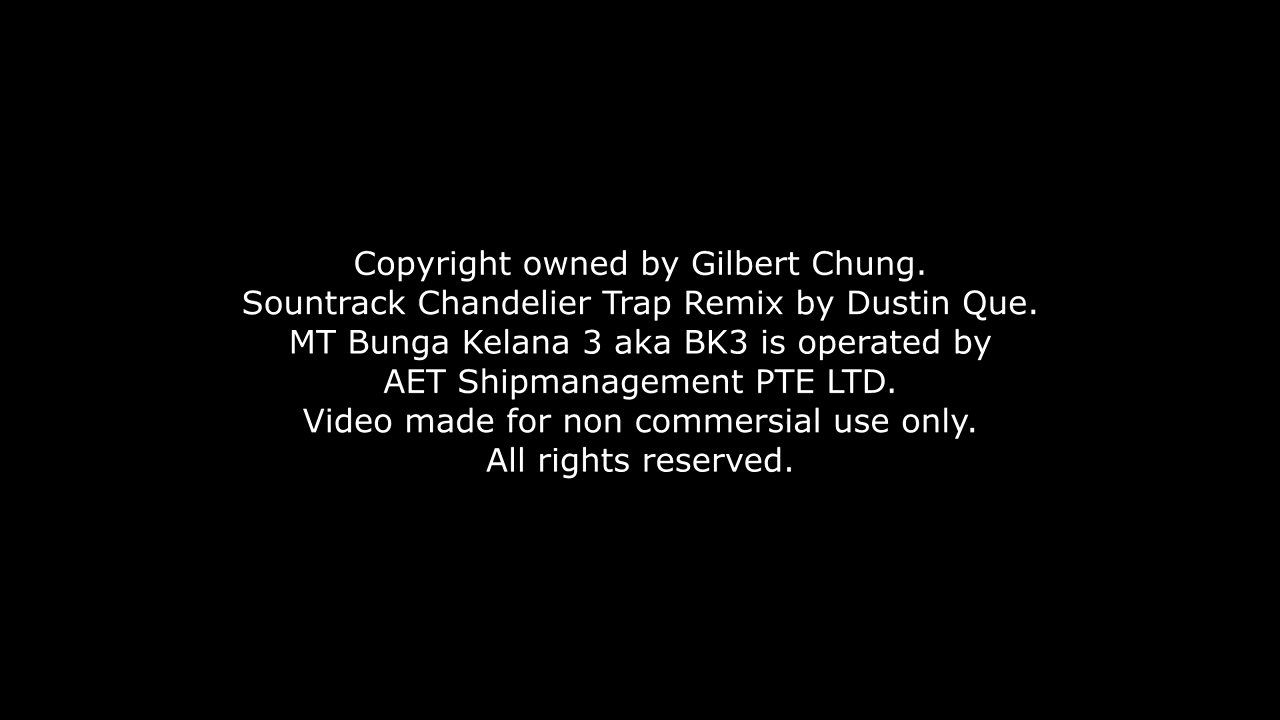 Copyright owned by Gilbert Chung.
Sountrack Chandelier Trap Remix by Dustin Que.
MT Bunga Kelana 3 aka BK3 is operated by
AET Shipmanagement PTE LTD.
Video made for non commersial use only.
All rights reserved.